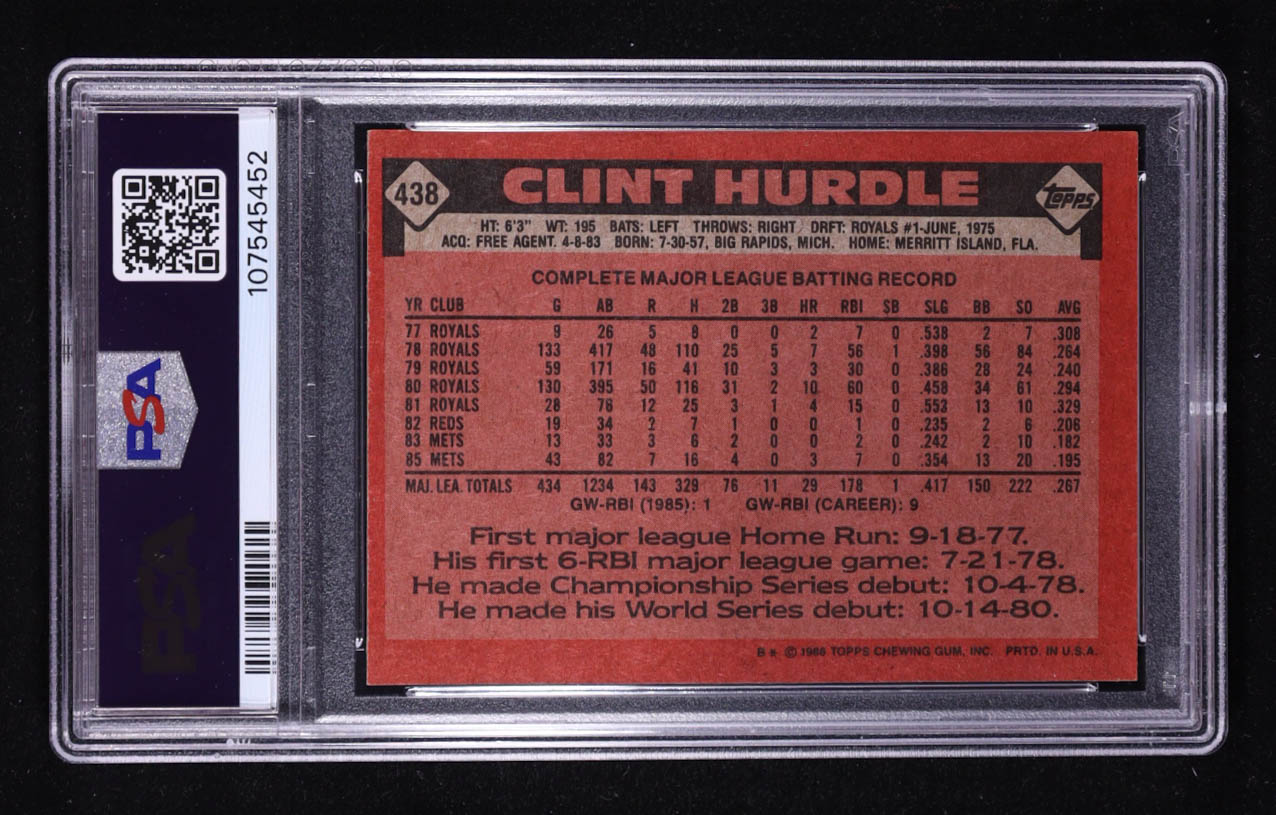 107545452
PSA
PSA
438
CLINT HURDLE
Topps
HT: 6'3" WT: 195 BATS: LEFT THROWS: RIGHT DRFT: ROYALS #1-JUNE, 1975
ACQ: FREE AGENT. 4-8-83 BORN: 7-30-57, BIG RAPIDS, MICH. HOME: MERRITT ISLAND, FLA.
COMPLETE MAJOR LEAGUE BATTING RECORD
YR CLUB G AB R H 2B 3B HR RBI SB SLG BB SO AVG
77 ROYALS 9 26 5 8 0 0 2 7 0 .538 2 7 .308
78 ROYALS 133 417 48 110 25 5 7 56 1 .398 56 84 .264
79 ROYALS 59 171 16 41 10 3 3 30 0 .386 28 24 .240
80 ROYALS 130 395 50 116 31 2 10 60 0 .458 34 61 .294
81 ROYALS 28 76 12 25 3 1 4 15 0 .553 13 10 .329
82 REDS 19 34 2 7 1 0 0 1 0 .235 2 6 .206
83 METS 13 33 3 6 2 0 0 2 0 .242 2 10 .182
85 METS 43 82 7 16 4 0 3 7 0 .354 13 20 .195
MAJ. LEA. TOTALS 434 1234 143 329 76 11 29 178 1 .417 150 222 .267
GW-RBI (1985): 1 GW-RBI (CAREER): 9
First major league Home Run: 9-18-77.
His first 6-RBI major league game: 7-21-78.
He made Championship Series debut: 10-4-78.
He made his World Series debut: 10-14-80.
B * © 1986 TOPPS CHEWING GUM, INC. PRTD. IN U.S.A.